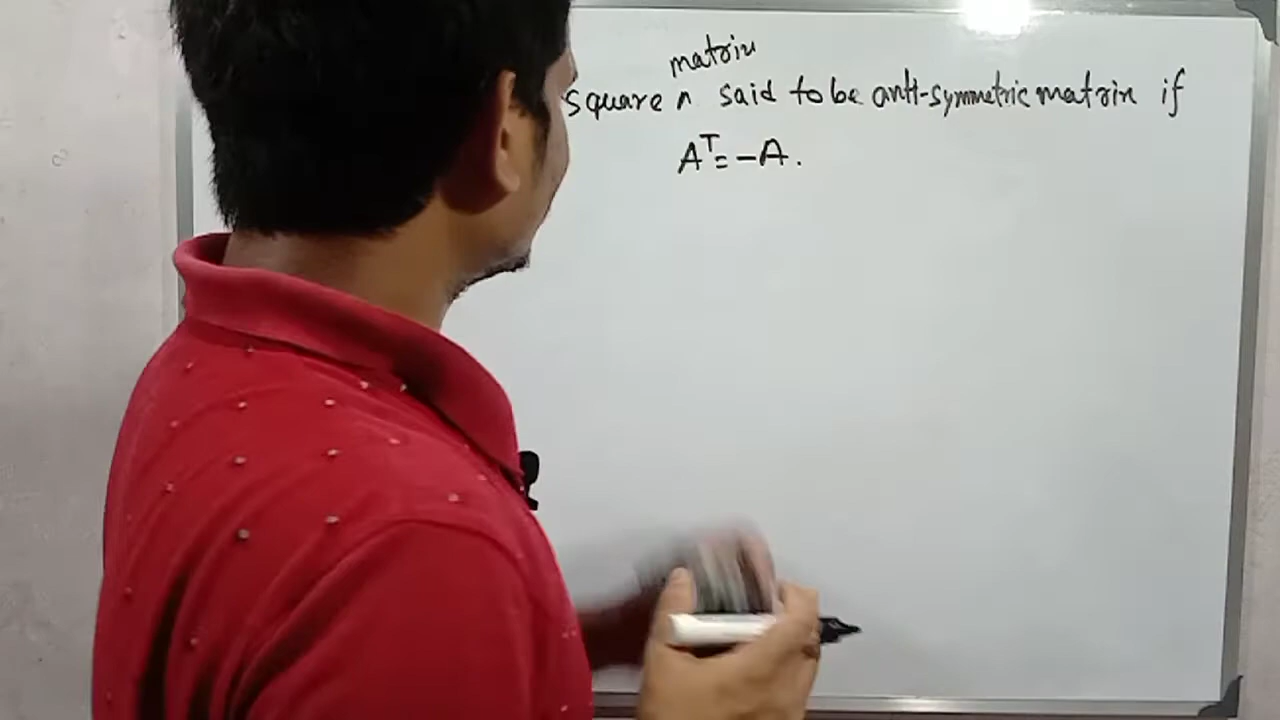 matrix
square ^ said to be anti-symmetric matrix if
Aᵀ = -A.